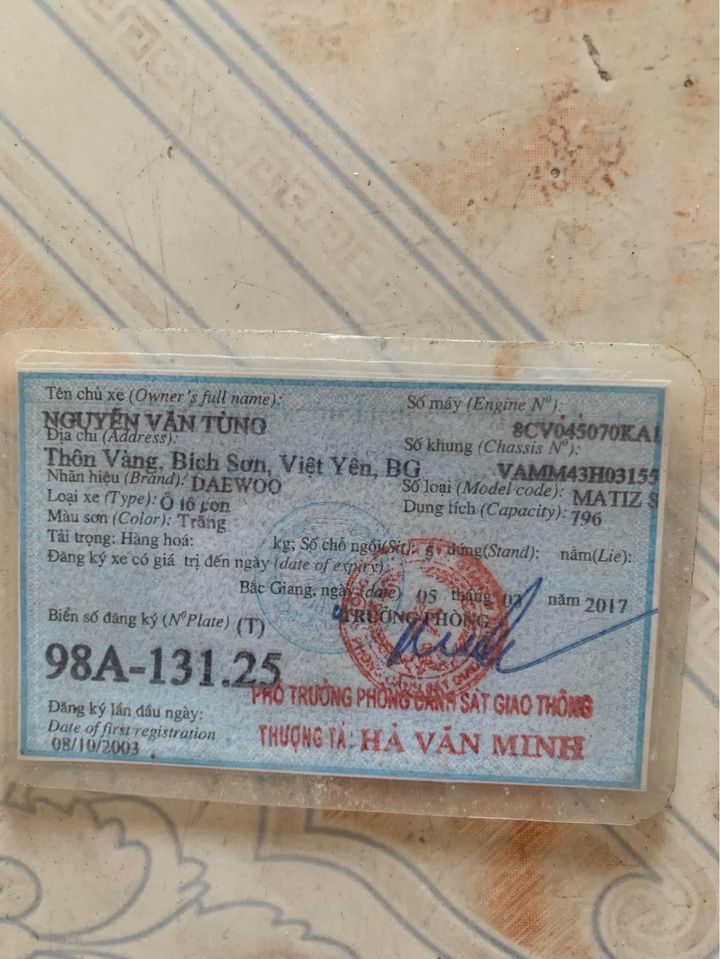 Tên chủ xe (Owner's full name):
NGUYỄN VĂN TÙNG
Địa chỉ (Address):
Thôn Vàng, Bích Sơn, Việt Yên, BG
Nhãn hiệu (Brand): DAEWOO
Loại xe (Type): Ô tô con
Màu sơn (Color): Trắng
Số máy (Engine Nº):
8CV045070KA1
Số khung (Chassis Nº):
VAMM43H03155
Số loại (Model code): MATIZ S
Dung tích (Capacity): 796
Tải trọng: Hàng hoá: kg; Số chỗ ngồi(Sit): đứng(Stand): nằm(Lie):
Đăng ký xe có giá trị đến ngày (date of expiry)
Bắc Giang, ngày (date) 05 tháng năm 2017
TRƯỞNG PHÒNG
Biển số đăng ký (NºPlate) (T)
98A-131.25
PHÓ TRƯỞNG PHÒNG CẢNH SÁT GIAO THÔNG
THƯỢNG TÁ: HÀ VĂN MINH
Đăng ký lần đầu ngày:
Date of first registration
08/10/2003